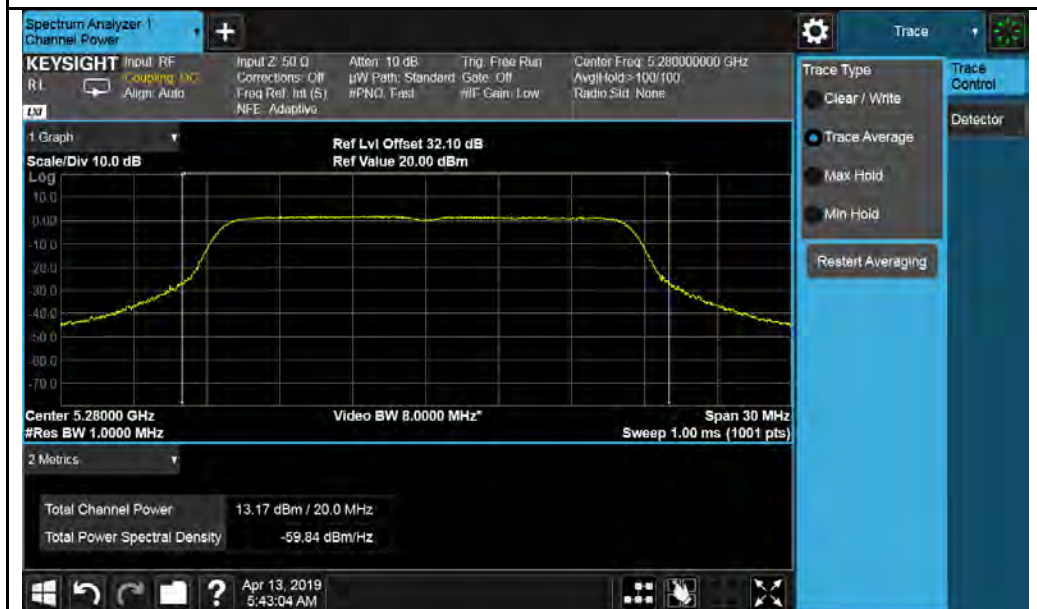 Spectrum Analyzer 1
Channel Power
+
Trace
KEYSIGHT
RL
LXI
Input: RF
Coupling: DC
Align: Auto
Input Z: 50 Ω
Corrections: Off
Freq Ref: Int (S)
NFE: Adaptive
Atten: 10 dB
µW Path: Standard
#PNO: Fast
Trig: Free Run
Gate: Off
#IF Gain: Low
Center Freq: 5.280000000 GHz
Avg|Hold>100/100
Radio Std: None
1 Graph
Scale/Div 10.0 dB
Ref Lvl Offset 32.10 dB
Ref Value 20.00 dBm
Log
10.0
0.00
-10.0
-20.0
-30.0
-40.0
-50.0
-60.0
-70.0
Center 5.28000 GHz
#Res BW 1.0000 MHz
Video BW 8.0000 MHz*
Span 30 MHz
Sweep 1.00 ms (1001 pts)
2 Metrics
Total Channel Power 13.17 dBm / 20.0 MHz
Total Power Spectral Density -59.84 dBm/Hz
?
Apr 13, 2019
5:43:04 AM
Trace Type
Clear / Write
Trace Average
Max Hold
Min Hold
Restart Averaging
Trace
Control
Detector